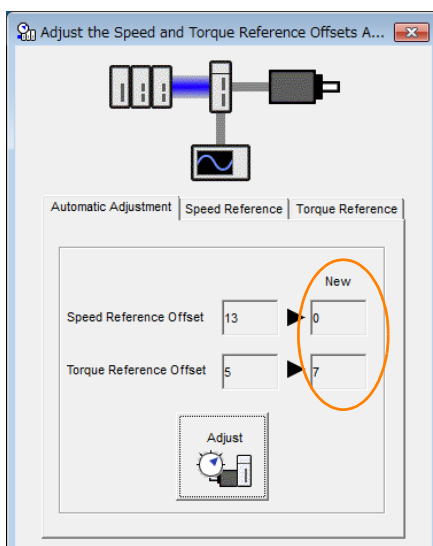 Adjust the Speed and Torque Reference Offsets A...
Automatic Adjustment Speed Reference Torque Reference
New
Speed Reference Offset 13 0
Torque Reference Offset 5 7
Adjust